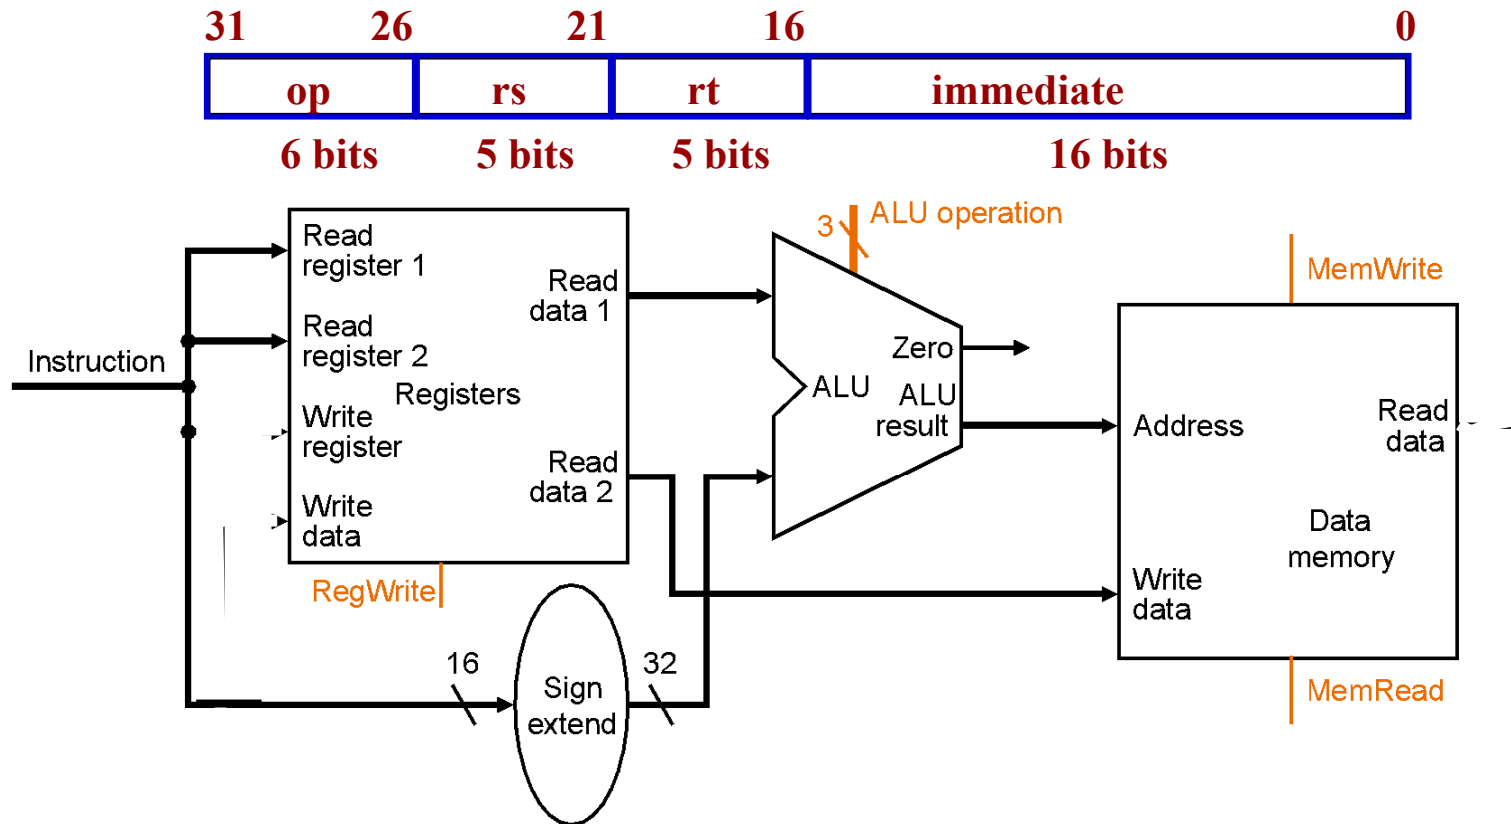 31 26 21 16 0
op rs rt immediate
6 bits 5 bits 5 bits 16 bits
ALU operation
3
Read
register 1
Read
data 1
Read
register 2
Registers
Write
register
Read
data 2
Write
data
RegWrite
Instruction
Zero
ALU
ALU
result
MemWrite
Address
Read
data
Data
memory
Write
data
MemRead
16
Sign
extend
32